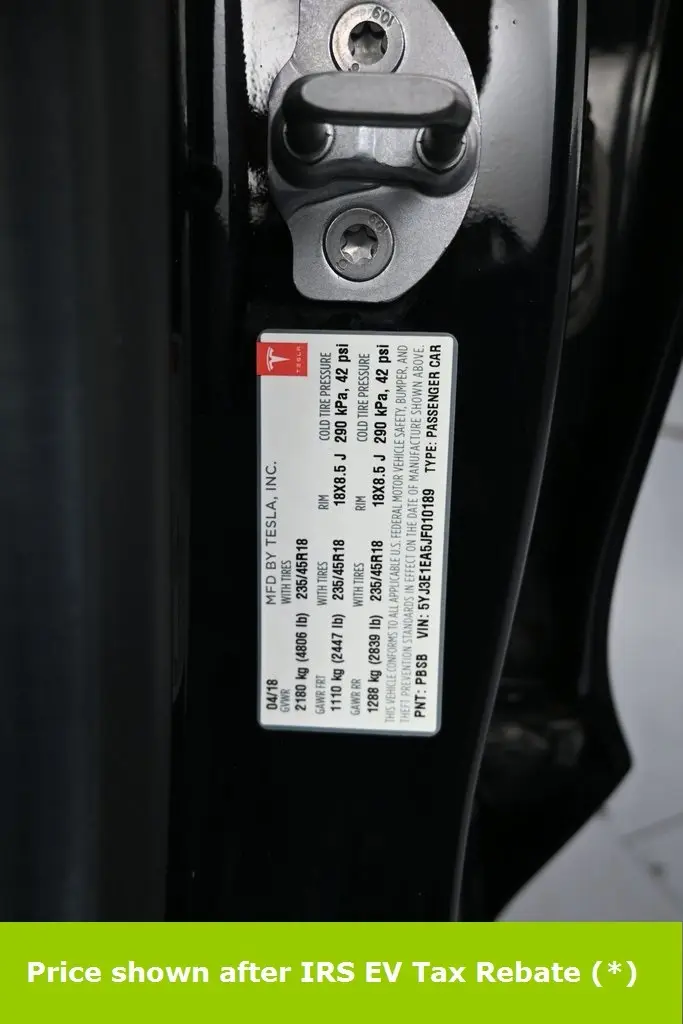 109
109
TESLA
MFD BY TESLA, INC.
04/18
GVWR WITH TIRES RIM COLD TIRE PRESSURE
2180 kg (4806 lb) 235/45R18 18X8.5 J 290 kPa, 42 psi
GAWR FRT WITH TIRES RIM COLD TIRE PRESSURE
1110 kg (2447 lb) 235/45R18 18X8.5 J 290 kPa, 42 psi
GAWR RR WITH TIRES
1288 kg (2839 lb) 235/45R18
THIS VEHICLE CONFORMS TO ALL APPLICABLE U.S. FEDERAL MOTOR VEHICLE SAFETY, BUMPER, AND
THEFT PREVENTION STANDARDS IN EFFECT ON THE DATE OF MANUFACTURE SHOWN ABOVE.
PNT: PBSB VIN: 5YJ3E1EA5JF010189 TYPE: PASSENGER CAR
Price shown after IRS EV Tax Rebate (*)